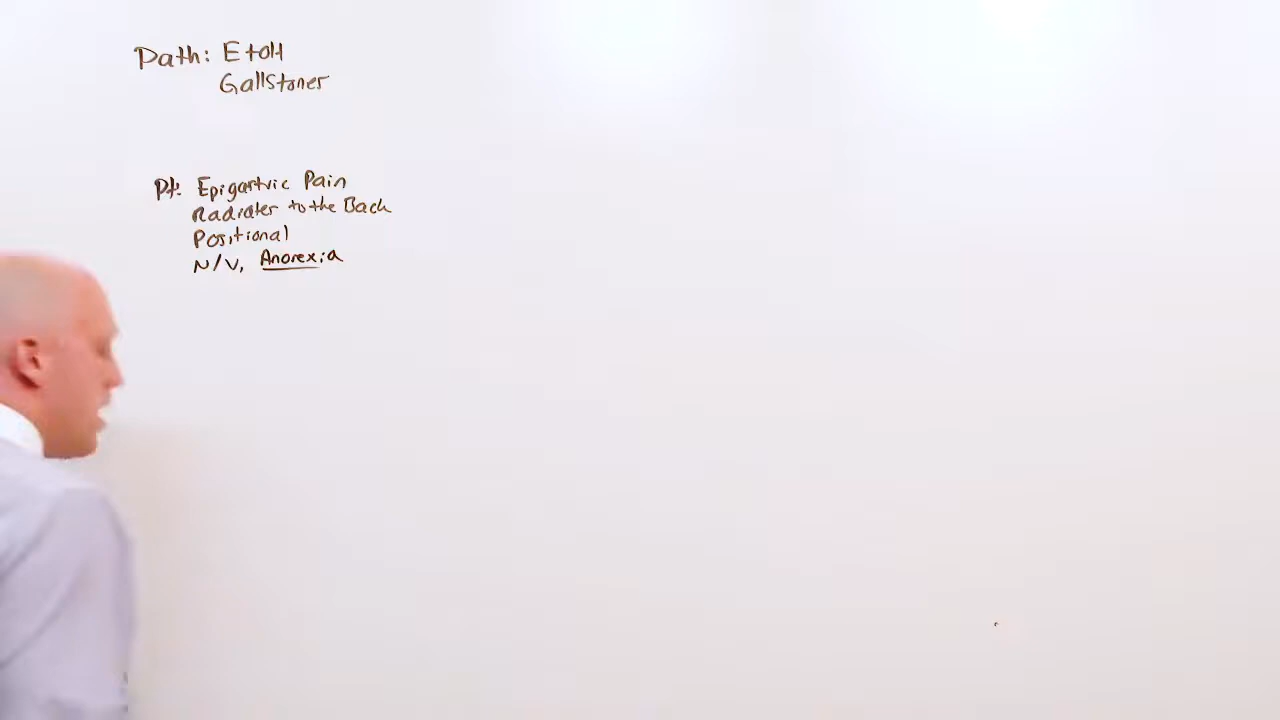 Path: EtOH
Gallstones
Pt: Epigastric Pain
Radiates to the Back
Positional
N/V, Anorexia